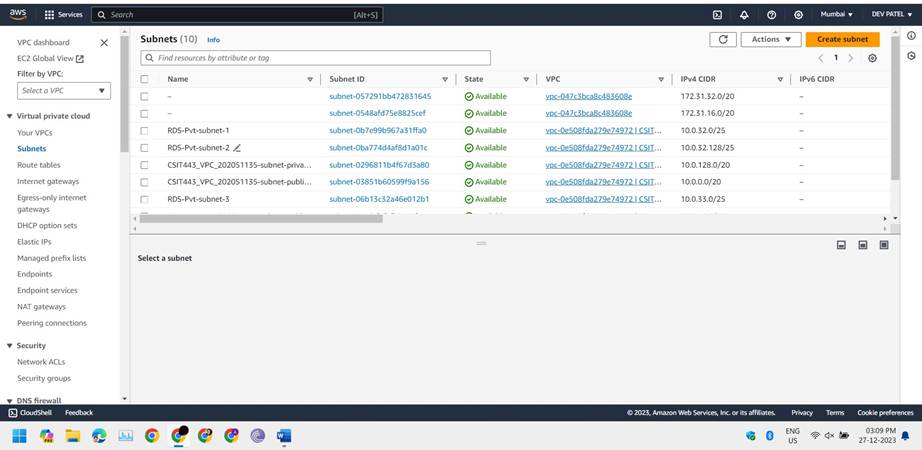 aws Services Search [Alt+S] Mumbai DEV PATEL
VPC dashboard
EC2 Global View
Filter by VPC:
Select a VPC
Virtual private cloud
Your VPCs
Subnets
Route tables
Internet gateways
Egress-only internet
gateways
DHCP option sets
Elastic IPs
Managed prefix lists
Endpoints
Endpoint services
NAT gateways
Peering connections
Security
Network ACLs
Security groups
DNS firewall
Subnets (10) Info Actions Create subnet
Find resources by attribute or tag 1
Name Subnet ID State VPC IPv4 CIDR IPv6 CIDR
– subnet-057291bb472831645 Available vpc-047c3bca8c483608e 172.31.32.0/20 –
– subnet-0548afd75e8825cef Available vpc-047c3bca8c483608e 172.31.16.0/20 –
RDS-Pvt-subnet-1 subnet-0b7e99b967a31ffa0 Available vpc-0e508fda279e74972 | CSIT... 10.0.32.0/25 –
RDS-Pvt-subnet-2 subnet-0ba774d4af8d1a01c Available vpc-0e508fda279e74972 | CSIT... 10.0.32.128/25 –
CSIT443_VPC_202051135-subnet-priva... subnet-0296811b4f67d3a80 Available vpc-0e508fda279e74972 | CSIT... 10.0.128.0/20 –
CSIT443_VPC_202051135-subnet-publi... subnet-03851b60599f9a156 Available vpc-0e508fda279e74972 | CSIT... 10.0.0.0/20 –
RDS-Pvt-subnet-3 subnet-06b13c32a46e012b1 Available vpc-0e508fda279e74972 | CSIT... 10.0.33.0/25 –
Select a subnet
CloudShell Feedback © 2023, Amazon Web Services, Inc. or its affiliates. Privacy Terms Cookie preferences
ENG
US
03:09 PM
27-12-2023